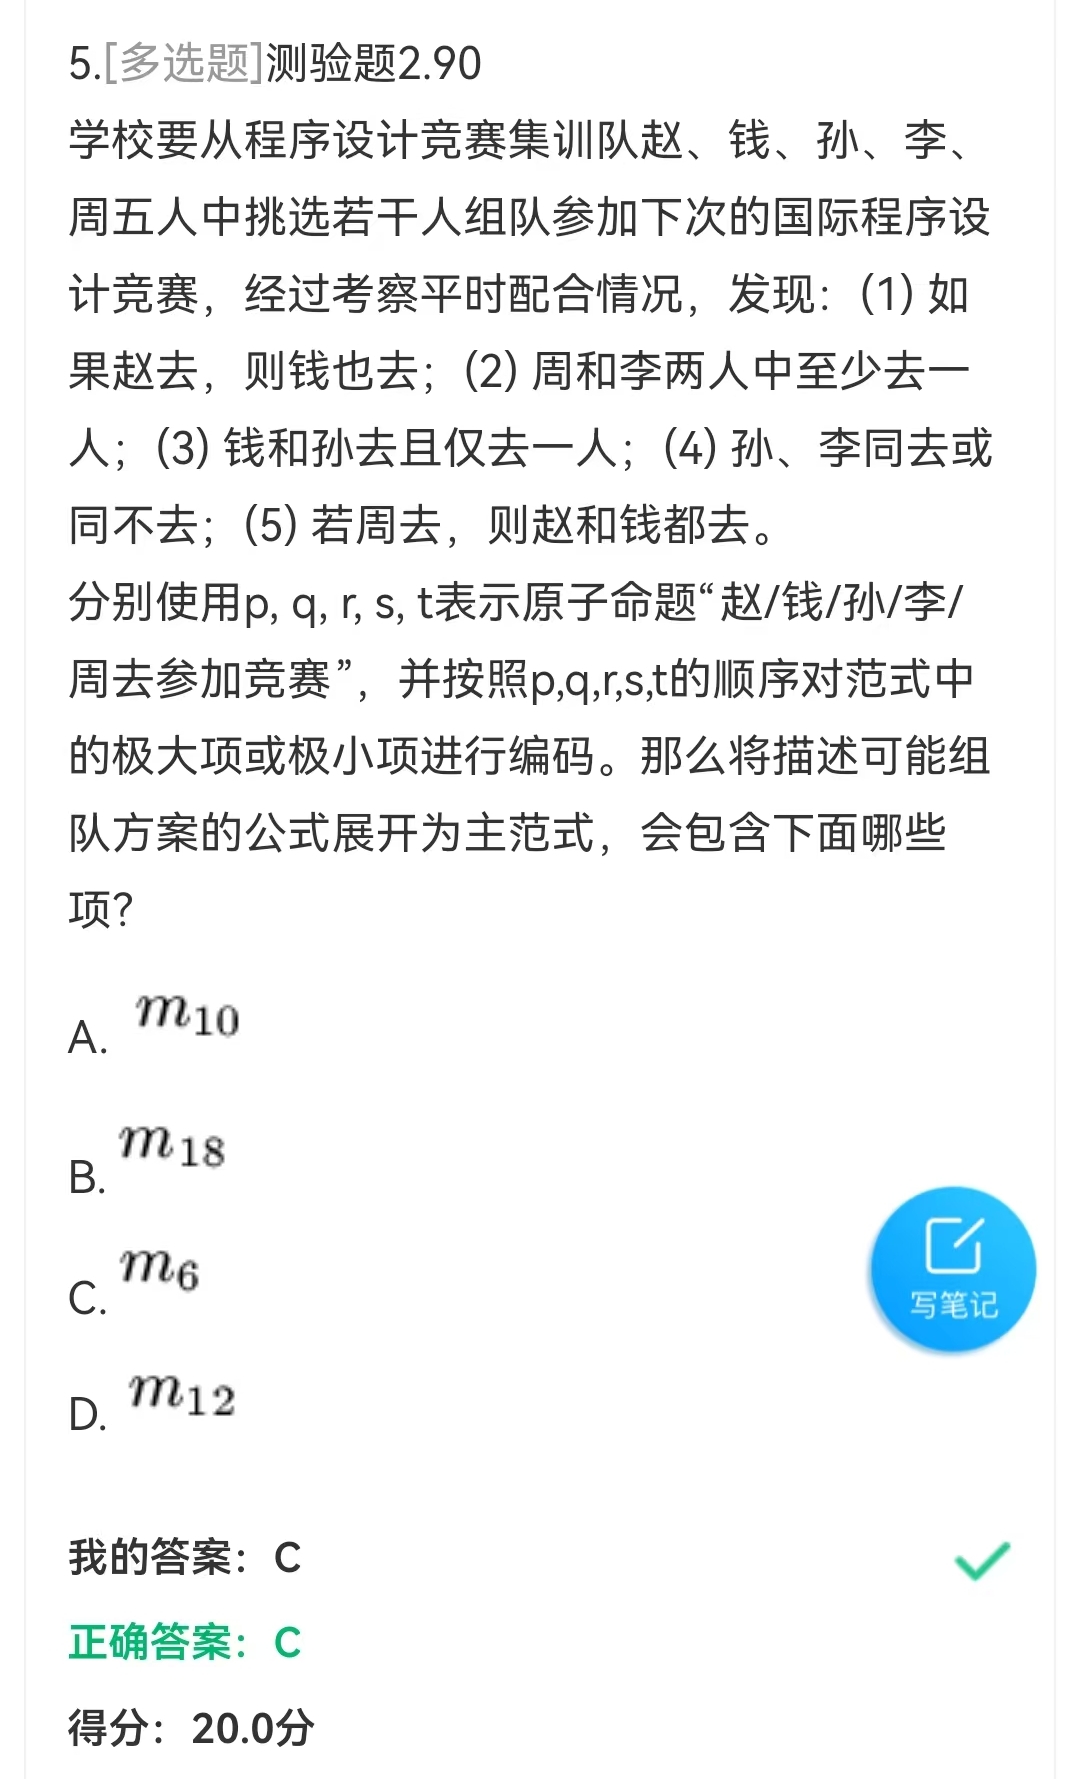 5.[多选题]测验题2.90
学校要从程序设计竞赛集训队赵、钱、孙、李、
周五人中挑选若干人组队参加下次的国际程序设
计竞赛，经过考察平时配合情况，发现：(1) 如
果赵去，则钱也去；(2) 周和李两人中至少去一
人；(3) 钱和孙去且仅去一人；(4) 孙、李同去或
同不去；(5) 若周去，则赵和钱都去。
分别使用p, q, r, s, t表示原子命题“赵/钱/孙/李/
周去参加竞赛”，并按照p,q,r,s,t的顺序对范式中
的极大项或极小项进行编码。那么将描述可能组
队方案的公式展开为主范式，会包含下面哪些
项？
A. m₁₀
B. m₁₈
C. m₆
D. m₁₂
写笔记
我的答案：C
正确答案：C
得分：20.0分